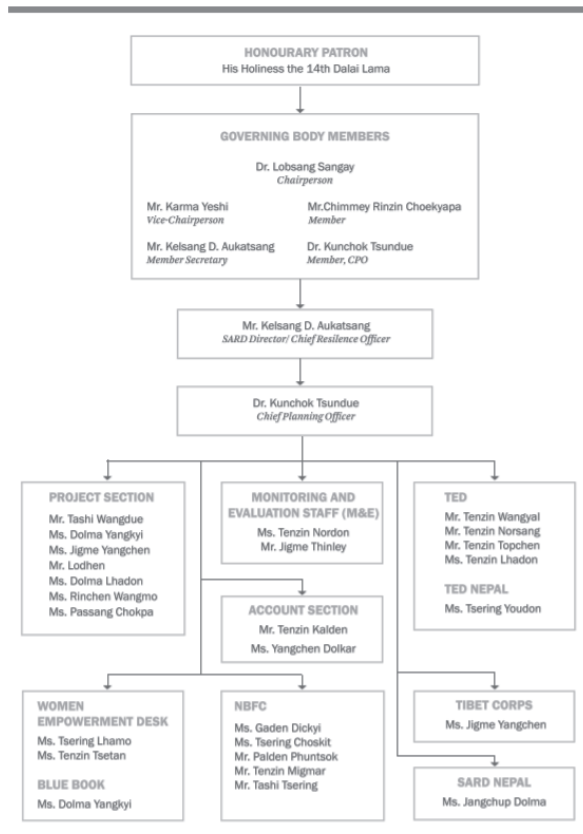 HONOURARY PATRON
His Holiness the 14th Dalai Lama
GOVERNING BODY MEMBERS
Dr. Lobsang Sangay
Chairperson
Mr. Karma Yeshi
Vice-Chairperson
Mr.Chimmey Rinzin Choekyapa
Member
Mr. Kelsang D. Aukatsang
Member Secretary
Dr. Kunchok Tsundue
Member, CPO
Mr. Kelsang D. Aukatsang
SARD Director/ Chief Resilence Officer
Dr. Kunchok Tsundue
Chief Planning Officer
PROJECT SECTION
Mr. Tashi Wangdue
Ms. Dolma Yangkyi
Ms. Jigme Yangchen
Mr. Lodhen
Ms. Dolma Lhadon
Ms. Rinchen Wangmo
Ms. Passang Chokpa
MONITORING AND
EVALUATION STAFF (M&E)
Ms. Tenzin Nordon
Mr. Jigme Thinley
TED
Mr. Tenzin Wangyal
Mr. Tenzin Norsang
Mr. Tenzin Topchen
Ms. Tenzin Lhadon
TED NEPAL
Ms. Tsering Youdon
ACCOUNT SECTION
Mr. Tenzin Kalden
Ms. Yangchen Dolkar
WOMEN
EMPOWERMENT DESK
Ms. Tsering Lhamo
Ms. Tenzin Tsetan
BLUE BOOK
Ms. Dolma Yangkyi
NBFC
Ms. Gaden Dickyi
Ms. Tsering Choskit
Mr. Palden Phuntsok
Mr. Tenzin Migmar
Mr. Tashi Tsering
TIBET CORPS
Ms. Jigme Yangchen
SARD NEPAL
Ms. Jangchup Dolma